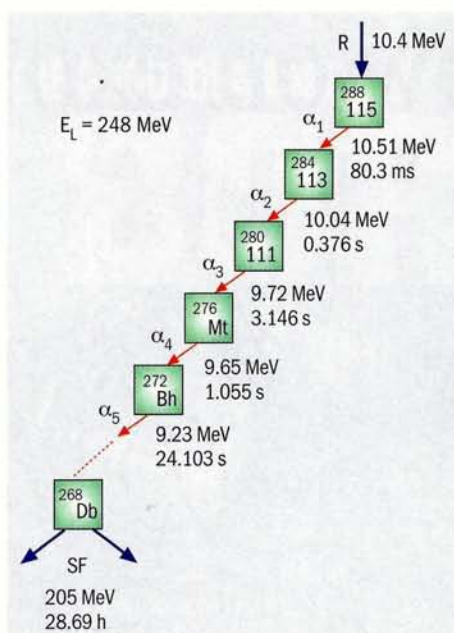 R 10.4 MeV
E_L = 248 MeV
288
115
α₁
10.51 MeV
80.3 ms
284
113
α₂
10.04 MeV
0.376 s
280
111
α₃
9.72 MeV
3.146 s
276
Mt
α₄
9.65 MeV
1.055 s
272
Bh
α₅
9.23 MeV
24.103 s
268
Db
SF
205 MeV
28.69 h